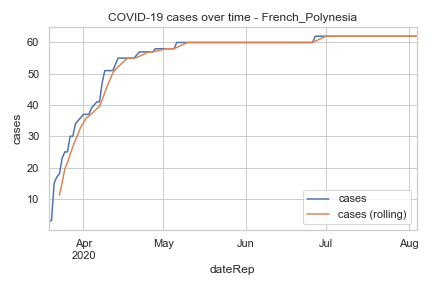 COVID-19 cases over time - French_Polynesia
60
50
40
30
20
10
cases
cases
cases (rolling)
Apr
2020
May
Jun
Jul
Aug
dateRep